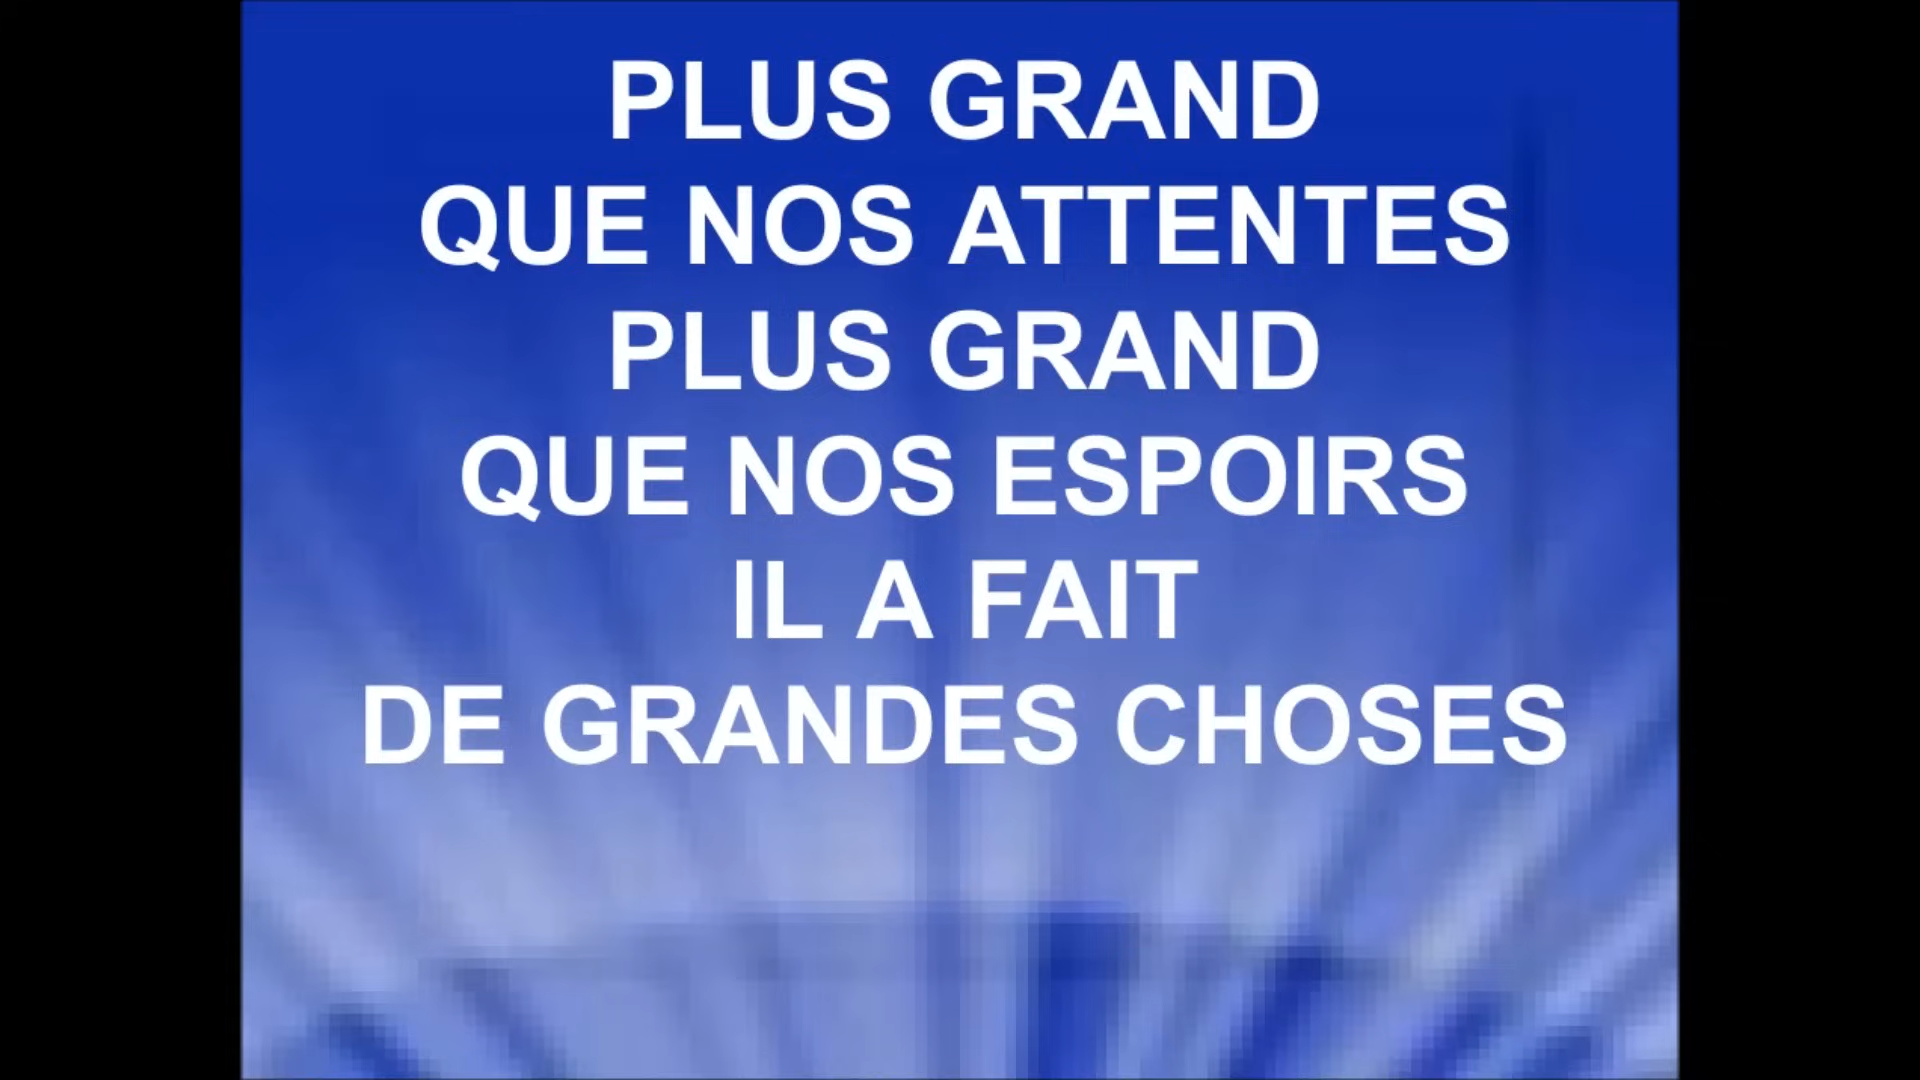 PLUS GRAND
QUE NOS ATTENTES
PLUS GRAND
QUE NOS ESPOIRS
IL A FAIT
DE GRANDES CHOSES